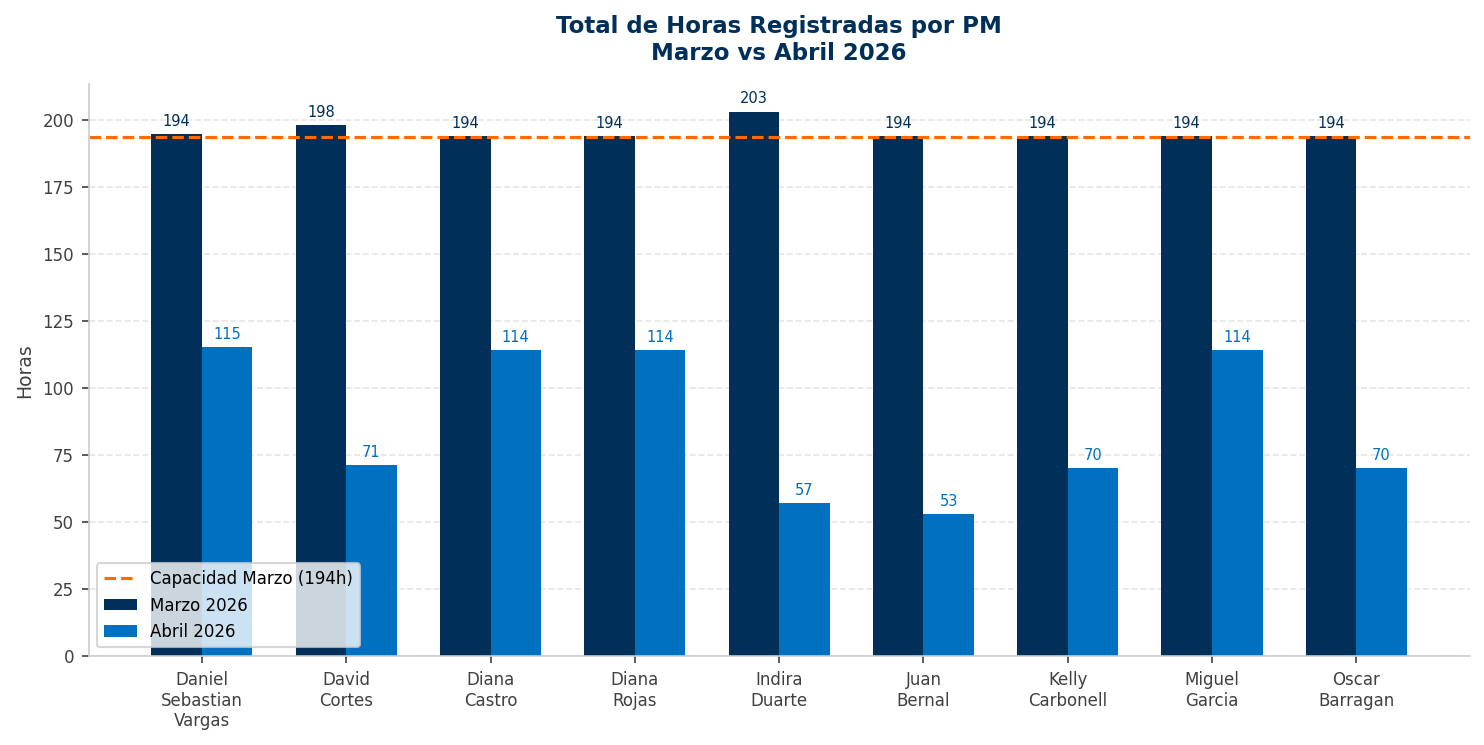 Total de Horas Registradas por PM
Marzo vs Abril 2026
Horas
200
175
150
125
100
75
50
25
0
194
115
198
71
194
114
194
114
203
57
194
53
194
70
194
114
194
70
Capacidad Marzo (194h)
Marzo 2026
Abril 2026
Daniel
Sebastian
Vargas
David
Cortes
Diana
Castro
Diana
Rojas
Indira
Duarte
Juan
Bernal
Kelly
Carbonell
Miguel
Garcia
Oscar
Barragan